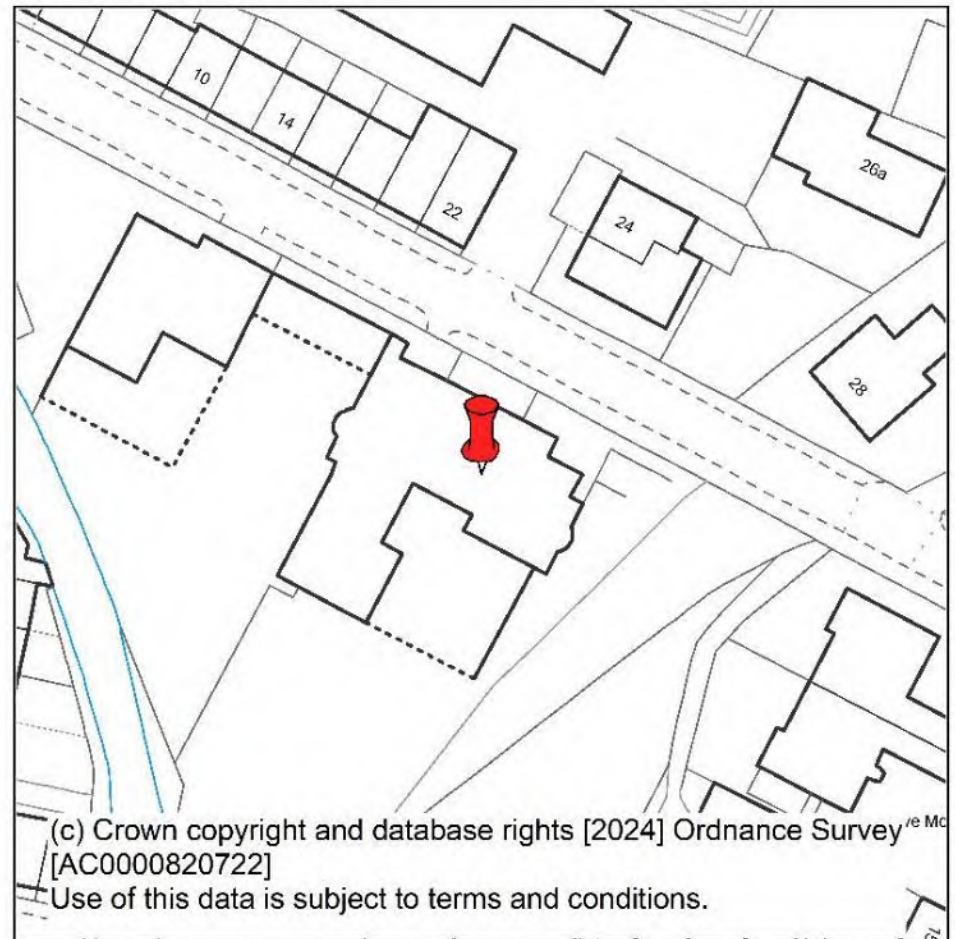 10
14
22
24
26a
28
(c) Crown copyright and database rights [2024] Ordnance Survey
[AC0000820722]
Use of this data is subject to terms and conditions.